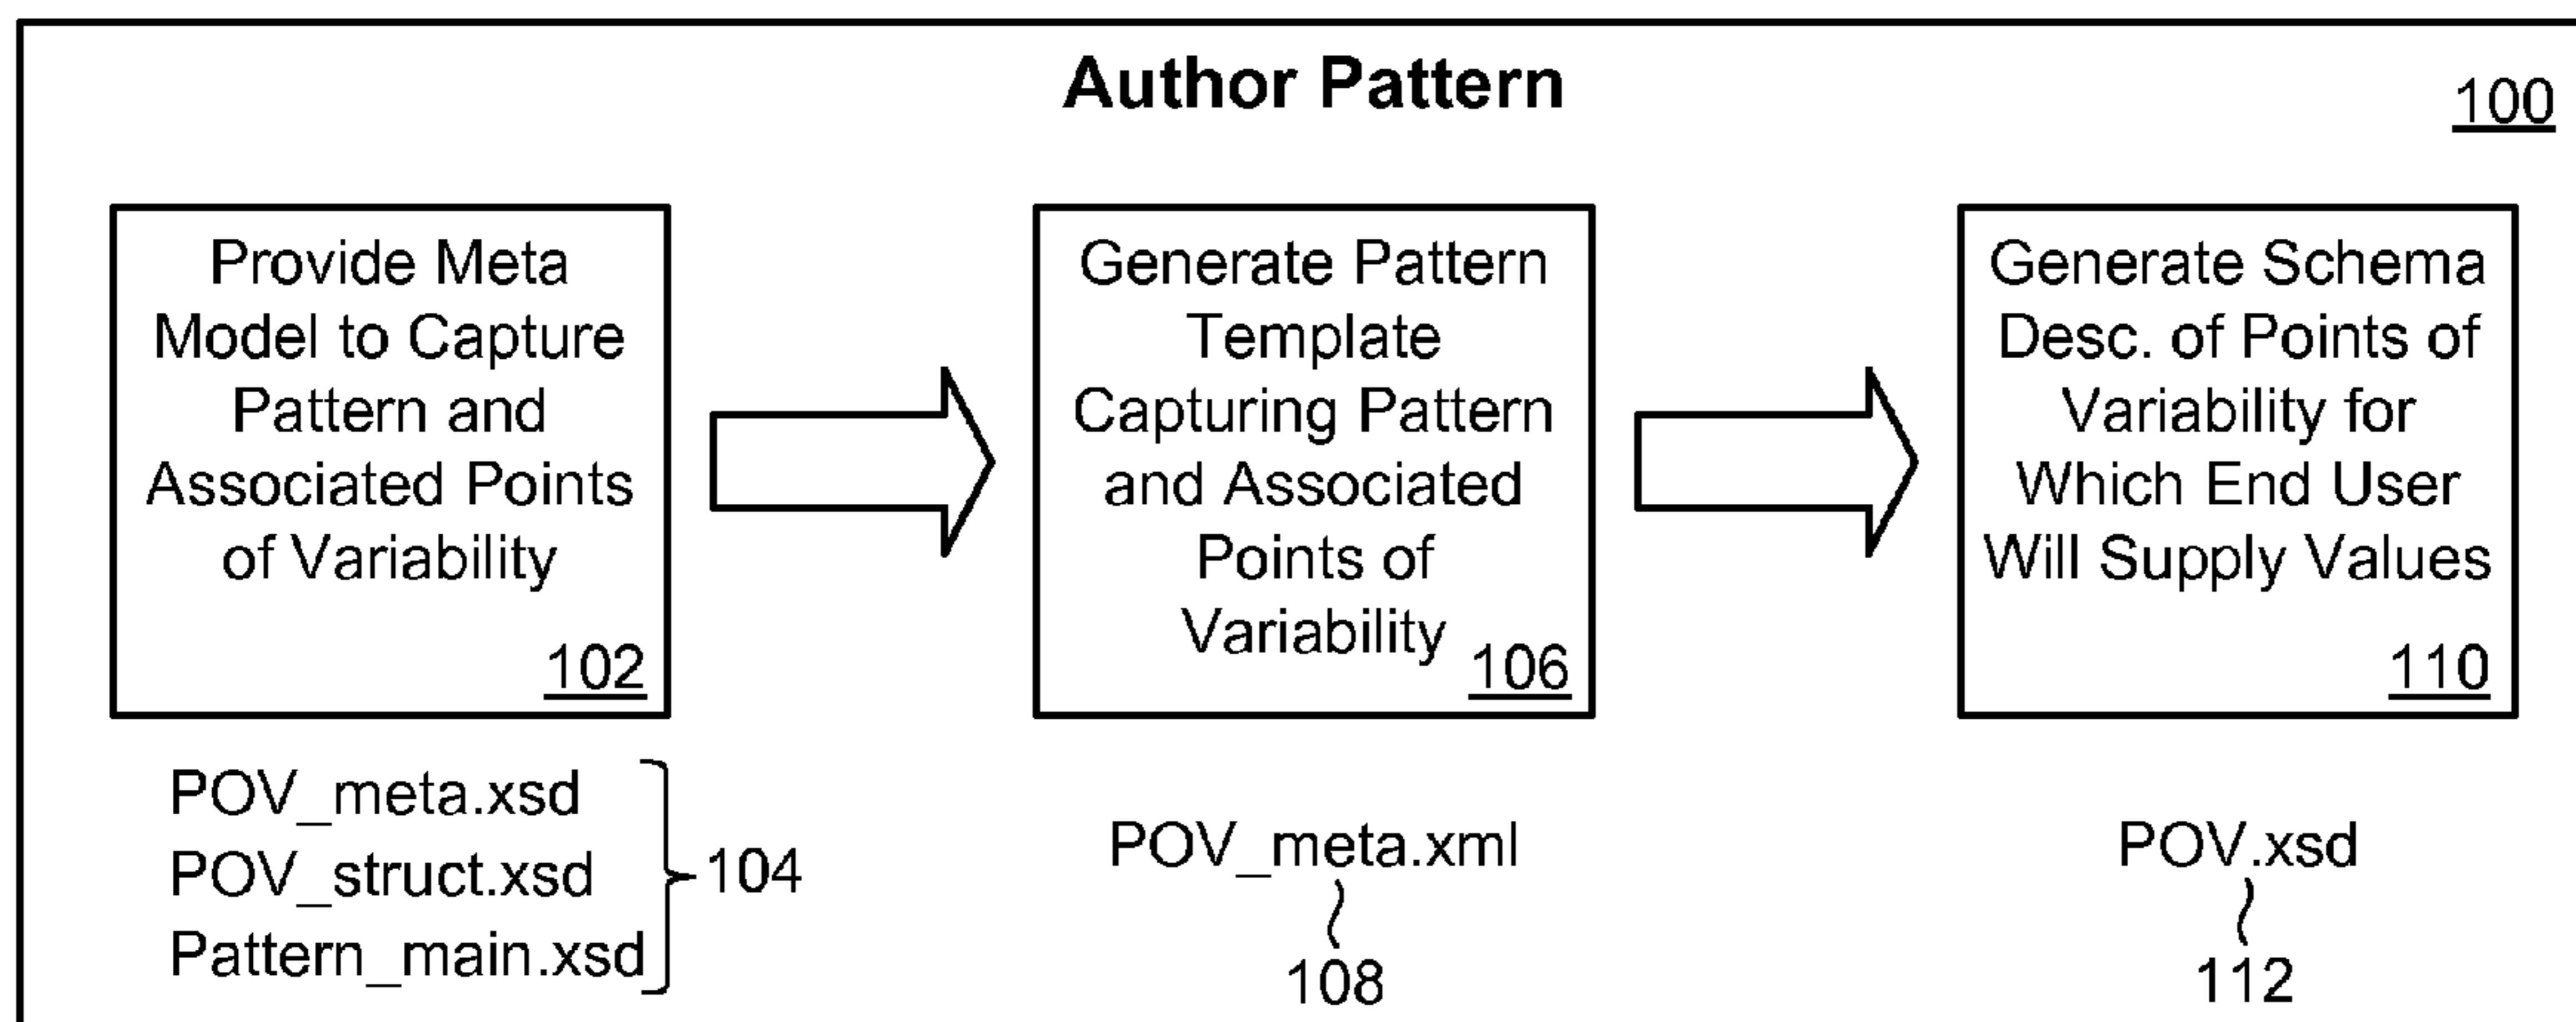 Author Pattern
100
Provide Meta
Model to Capture
Pattern and
Associated Points
of Variability
102
Generate Pattern
Template
Capturing Pattern
and Associated
Points of
Variability
106
Generate Schema
Desc. of Points of
Variability for
Which End User
Will Supply Values
110
POV_meta.xsd
POV_struct.xsd
Pattern_main.xsd
104
POV_meta.xml
108
POV.xsd
112